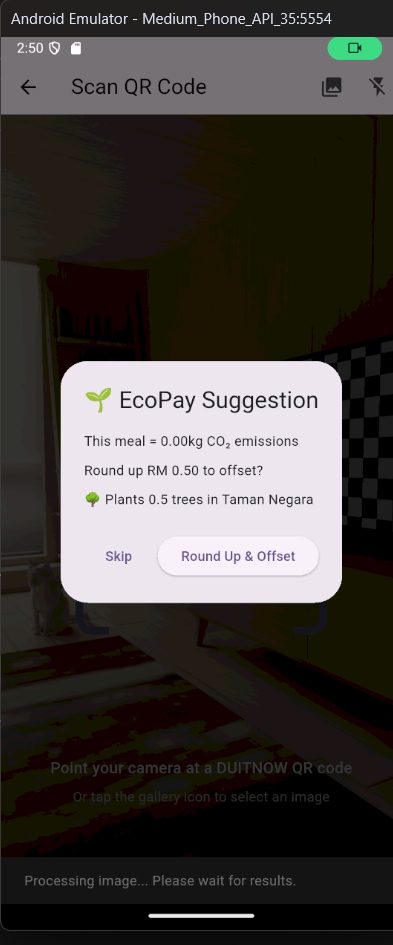 Android Emulator - Medium_Phone_API_35:5554
2:50
Scan QR Code
🌱 EcoPay Suggestion
This meal = 0.00kg CO₂ emissions
Round up RM 0.50 to offset?
🌳 Plants 0.5 trees in Taman Negara
Skip
Round Up & Offset
Point your camera at a DUITNOW QR code
Or tap the gallery icon to select an image
Processing image... Please wait for results.